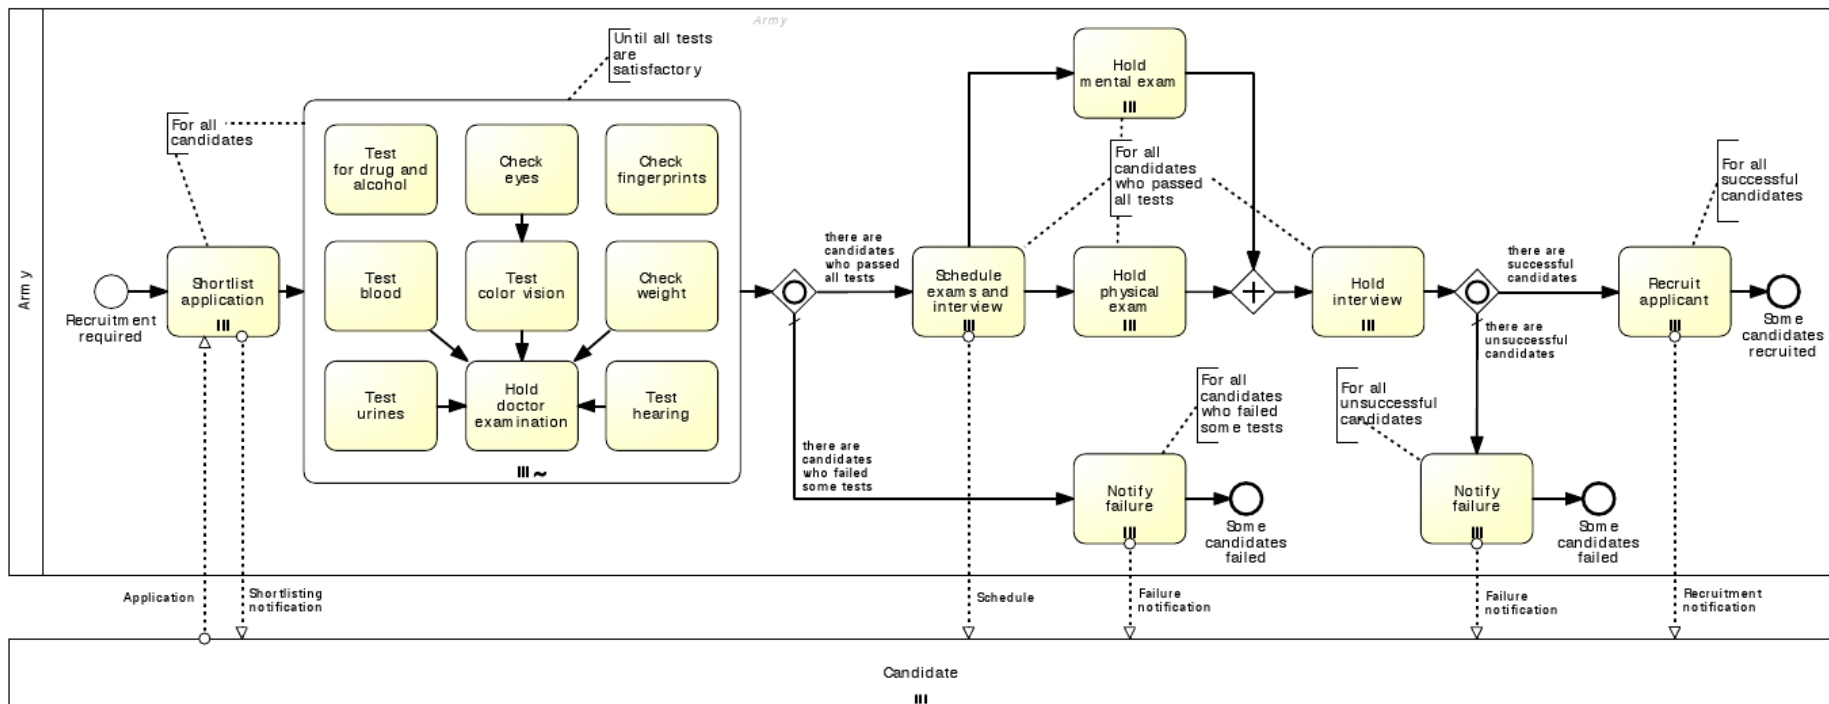 Army
Army
Until all tests
are
satisfactory
For all
candidates
Recruitment
required
Shortlist
application
Test
for drug and
alcohol
Check
eyes
Check
fingerprints
Test
blood
Test
color vision
Check
weight
Test
urines
Hold
doctor
examination
Test
hearing
there are
candidates
who passed
all tests
there are
candidates
who failed
some tests
Schedule
exams and
interview
Hold
mental exam
For all
candidates
who passed
all tests
Hold
physical
exam
Hold
interview
there are
successful
candidates
there are
unsuccessful
candidates
For all
successful
candidates
Recruit
applicant
Some
candidates
recruited
For all
candidates
who failed
some tests
Notify
failure
Some
candidates
failed
For all
unsuccessful
candidates
Notify
failure
Some
candidates
failed
Application
Shortlisting
notification
Schedule
Failure
notification
Failure
notification
Recruitment
notification
Candidate